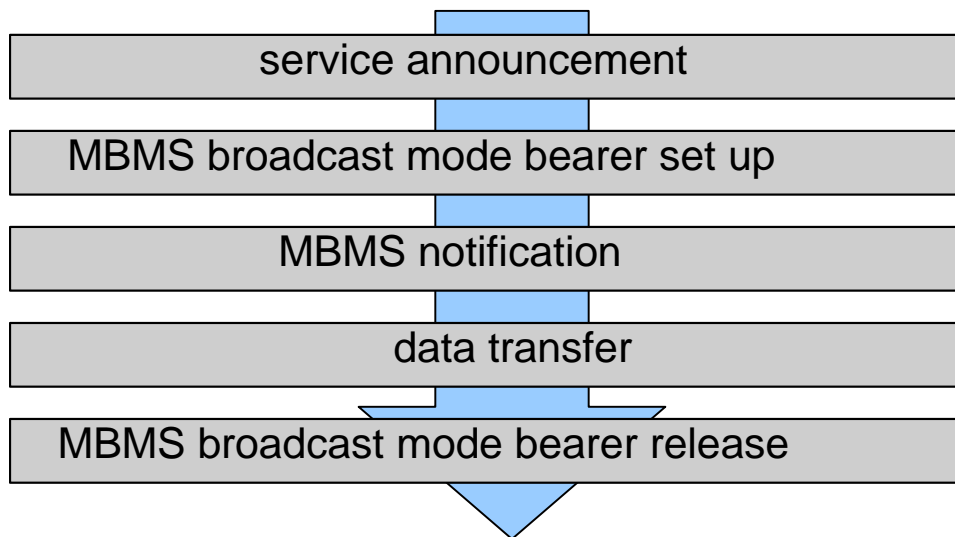 service announcement
MBMS broadcast mode bearer set up
MBMS notification
data transfer
MBMS broadcast mode bearer release